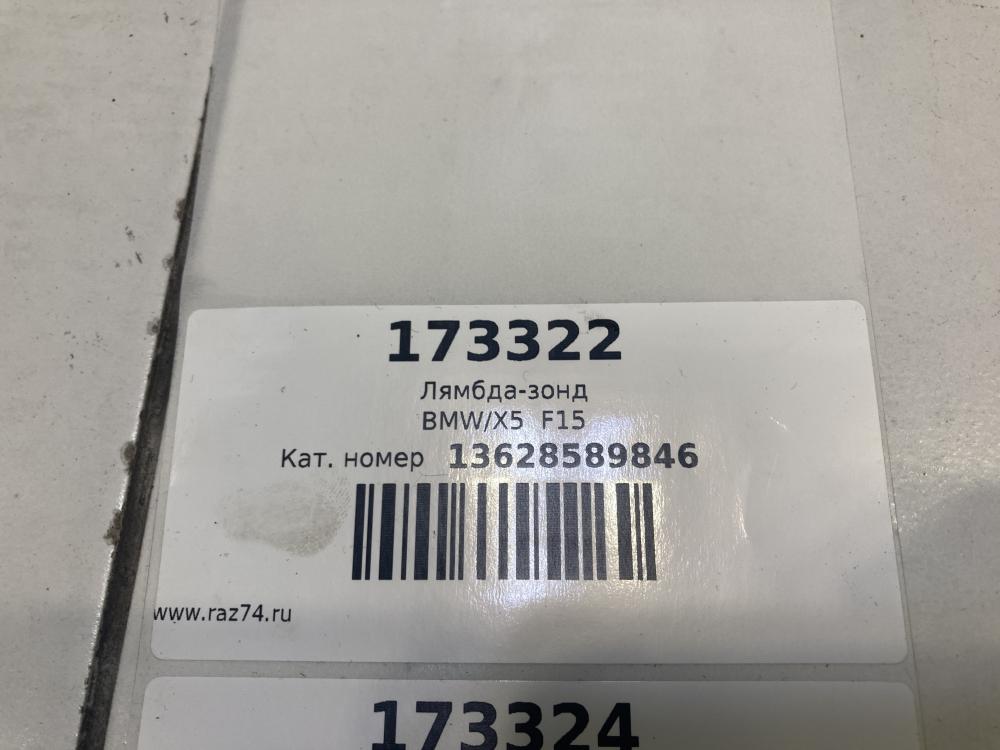 173322
Лямбда-зонд
BMW/X5 F15
Кат. номер 13628589846
www.raz74.ru
173324